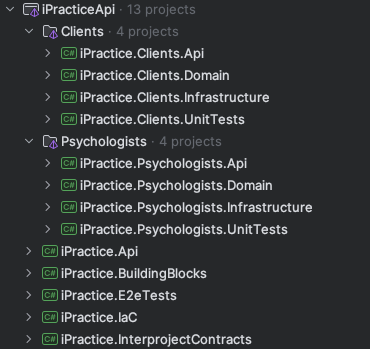 iPracticeApi · 13 projects
Clients · 4 projects
C# iPractice.Clients.Api
C# iPractice.Clients.Domain
C# iPractice.Clients.Infrastructure
C# iPractice.Clients.UnitTests
Psychologists · 4 projects
C# iPractice.Psychologists.Api
C# iPractice.Psychologists.Domain
C# iPractice.Psychologists.Infrastructure
C# iPractice.Psychologists.UnitTests
C# iPractice.Api
C# iPractice.BuildingBlocks
C# iPractice.E2eTests
C# iPractice.IaC
C# iPractice.InterprojectContracts